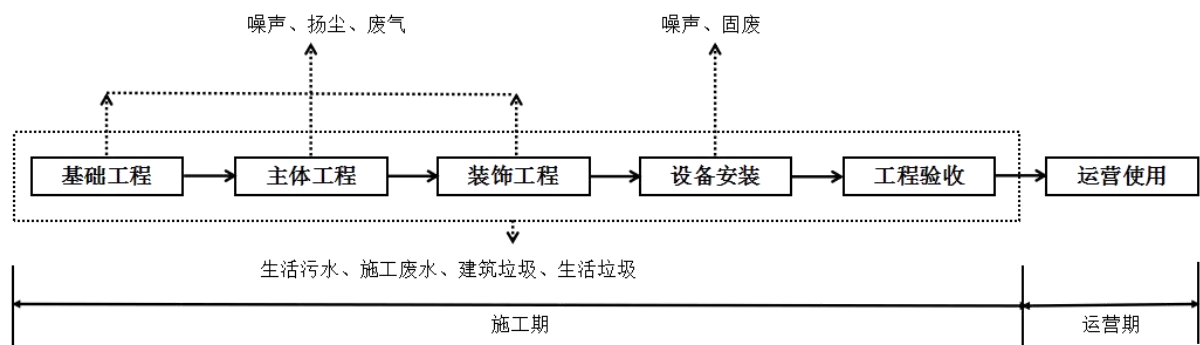 噪声、扬尘、废气
噪声、固废
基础工程
主体工程
装饰工程
设备安装
工程验收
运营使用
生活污水、施工废水、建筑垃圾、生活垃圾
施工期
运营期